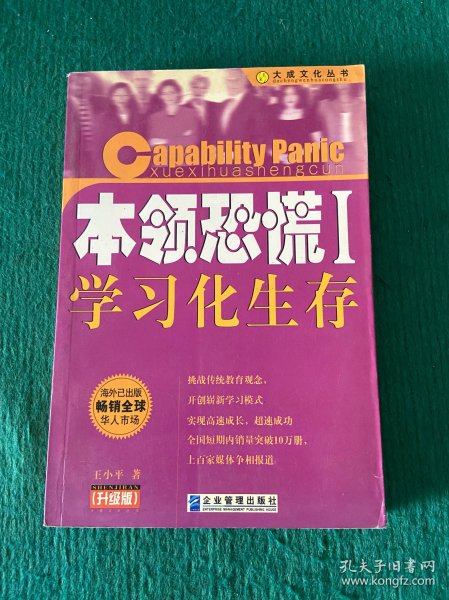 大成文化丛书
dachengwenhuacongshu
Capability Panic
xuexihuashengcun
本领恐慌I
学习化生存
挑战传统教育观念，
开创崭新学习模式
实现高速成长，超速成功
全国短期内销量突破10万册，
上百家媒体争相报道
海外已出版
畅销全球
华人市场
王小平 著
SHENJIBAN
(升级版)
企业管理出版社
ENTERPRISE MANAGEMENT PUBLISHING HOUSE
孔夫子旧书网
www.kongfz.com